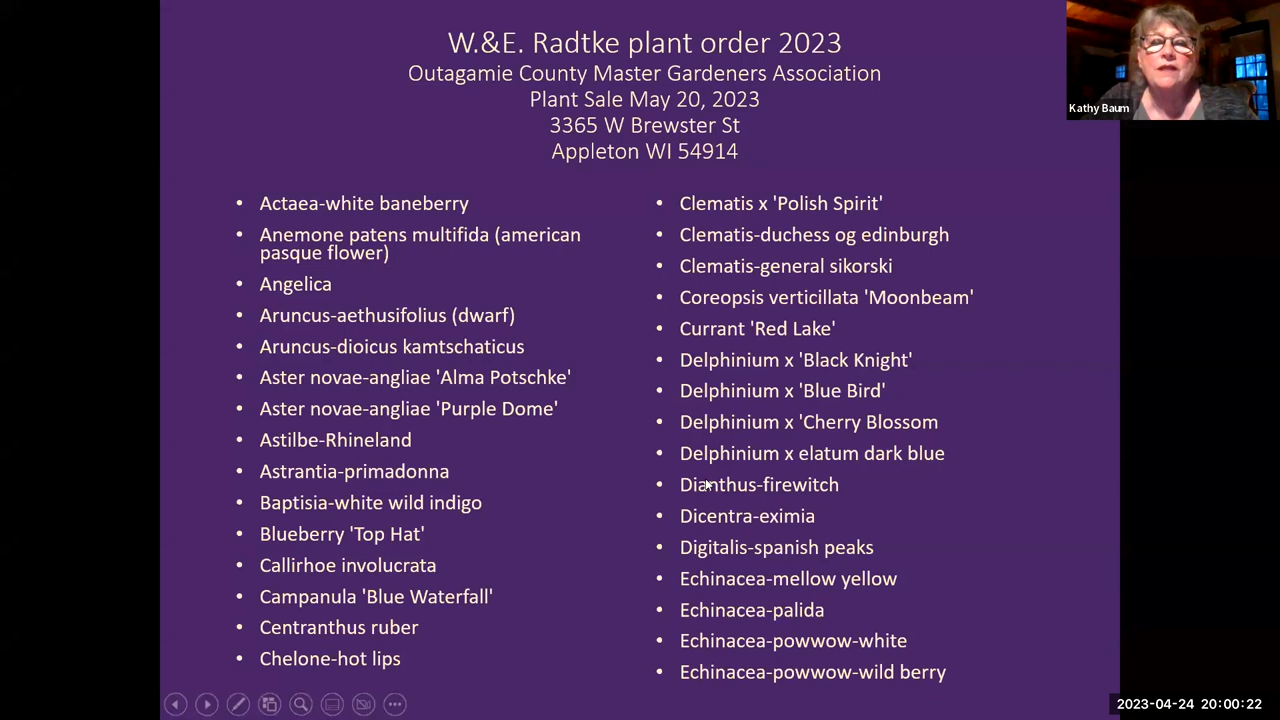 W.&E. Radtke plant order 2023
Outagamie County Master Gardeners Association
Plant Sale May 20, 2023
3365 W Brewster St
Appleton WI 54914
Kathy Baum
• Actaea-white baneberry
• Anemone patens multifida (american
pasque flower)
• Angelica
• Aruncus-aethusifolius (dwarf)
• Aruncus-dioicus kamtschaticus
• Aster novae-angliae 'Alma Potschke'
• Aster novae-angliae 'Purple Dome'
• Astilbe-Rhineland
• Astrantia-primadonna
• Baptisia-white wild indigo
• Blueberry 'Top Hat'
• Callirhoe involucrata
• Campanula 'Blue Waterfall'
• Centranthus ruber
• Chelone-hot lips
• Clematis x 'Polish Spirit'
• Clematis-duchess og edinburgh
• Clematis-general sikorski
• Coreopsis verticillata 'Moonbeam'
• Currant 'Red Lake'
• Delphinium x 'Black Knight'
• Delphinium x 'Blue Bird'
• Delphinium x 'Cherry Blossom
• Delphinium x elatum dark blue
• Dianthus-firewitch
• Dicentra-eximia
• Digitalis-spanish peaks
• Echinacea-mellow yellow
• Echinacea-palida
• Echinacea-powwow-white
• Echinacea-powwow-wild berry
2023-04-24 20:00:22